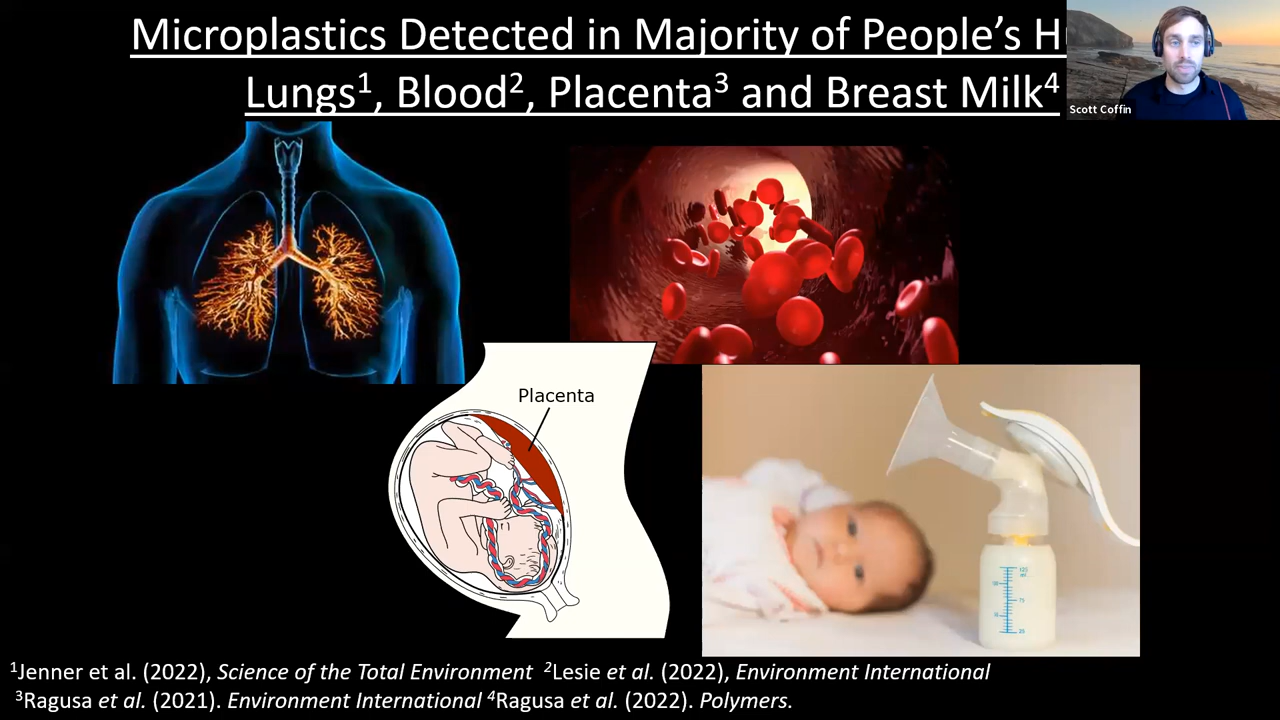 Microplastics Detected in Majority of People’s
Lungs¹, Blood², Placenta³ and Breast Milk⁴
Scott Coffin
Placenta
¹Jenner et al. (2022), Science of the Total Environment ²Lesie et al. (2022), Environment International
³Ragusa et al. (2021). Environment International ⁴Ragusa et al. (2022). Polymers.